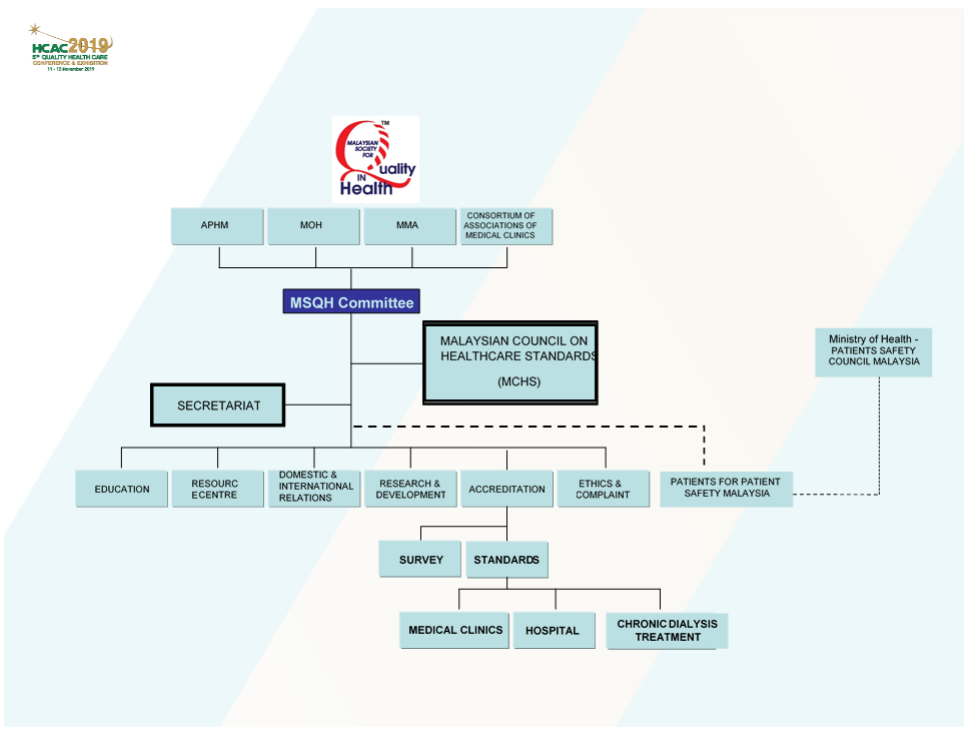 HCAC2019
5th QUALITY HEALTH CARE
CONFERENCE & EXHIBITION
11 - 13 November 2019
TM
MALAYSIAN
SOCIETY
FOR
Quality
IN
Health
APHM
MOH
MMA
CONSORTIUM OF
ASSOCIATIONS OF
MEDICAL CLINICS
MSQH Committee
MALAYSIAN COUNCIL ON
HEALTHCARE STANDARDS
(MCHS)
Ministry of Health -
PATIENTS SAFETY
COUNCIL MALAYSIA
SECRETARIAT
EDUCATION
RESOURC
ECENTRE
DOMESTIC &
INTERNATIONAL
RELATIONS
RESEARCH &
DEVELOPMENT
ACCREDITATION
ETHICS &
COMPLAINT
PATIENTS FOR PATIENT
SAFETY MALAYSIA
SURVEY
STANDARDS
MEDICAL CLINICS
HOSPITAL
CHRONIC DIALYSIS
TREATMENT